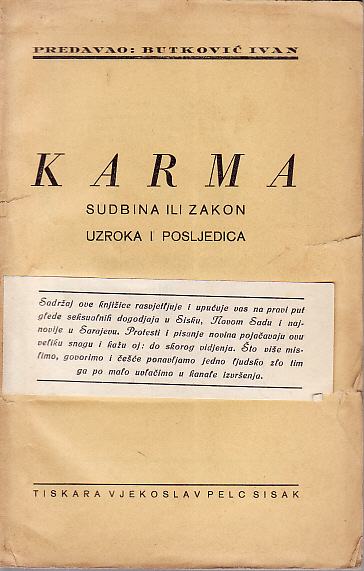 PREDAVAO: BUTKOVIĆ IVAN
KARMA
SUDBINA ILI ZAKON
UZROKA I POSLJEDICA
Sadržaj ove knjižice rasvjetljuje i upućuje vas na pravi put
glede seksualnih dogodjaja u Sisku, Novom Sadu i naj-
novije u Sarajevu. Protesti i pisanje novina pojačavaju ovu
veliku snagu i kažu oj: do skorog vidjenja. Što više mis-
limo, govorimo i češće ponavljamo jedno ljudsko zlo tim
ga po malo uvlačimo u kanale izvršenja.
TISKARA VJEKOSLAV PELC SISAK